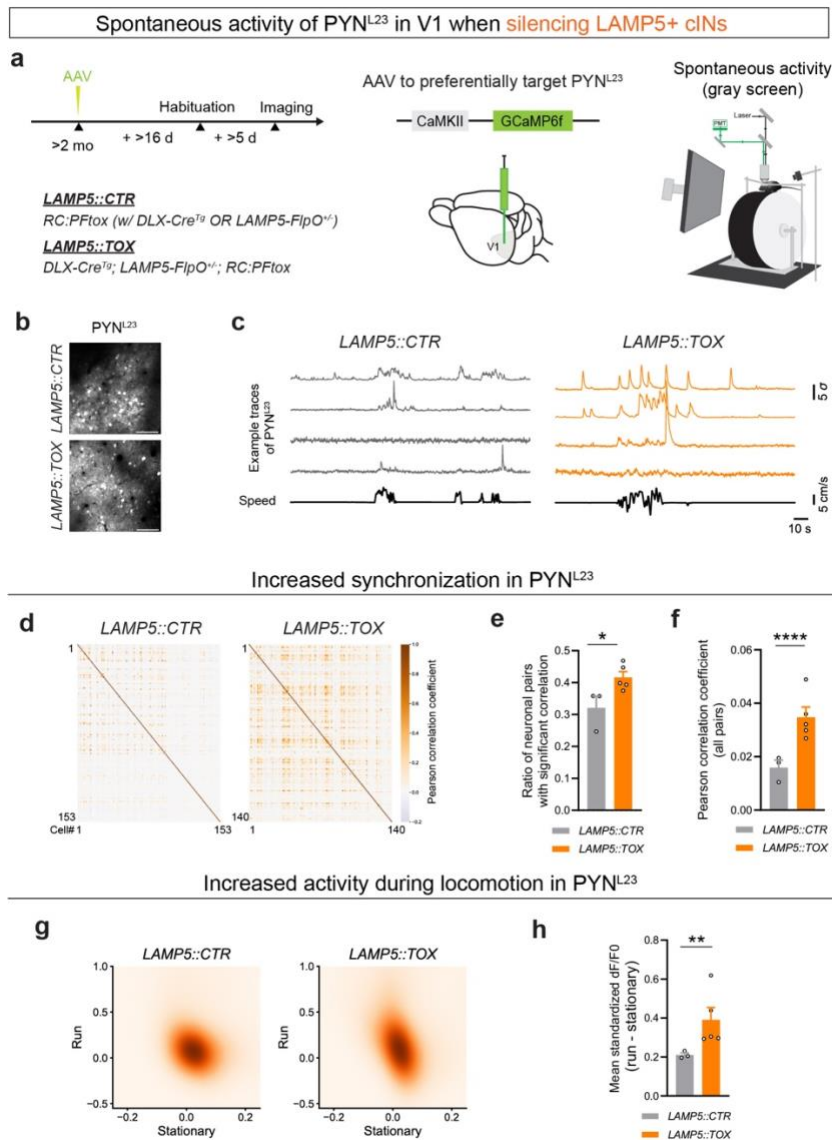 Spontaneous activity of PYN^L23 in V1 when silencing LAMP5+ cINs
a
AAV
Habituation
Imaging
>2 mo
+ >16 d
+ >5 d
LAMP5::CTR
RC:PFtox (w/ DLX-Cre^Tg OR LAMP5-FlpO^+/-)
LAMP5::TOX
DLX-Cre^Tg; LAMP5-FlpO^+/-; RC:PFtox
AAV to preferentially target PYN^L23
CaMKII
GCaMP6f
V1
Spontaneous activity
(gray screen)
Laser
PMT
b
PYN^L23
LAMP5::CTR
LAMP5::TOX
c
LAMP5::CTR
LAMP5::TOX
Example traces
of PYN^L23
Speed
5 σ
5 cm/s
10 s
Increased synchronization in PYN^L23
d
LAMP5::CTR
LAMP5::TOX
1
153
Cell# 1
153
1
140
1
140
1.0
0.8
0.6
0.4
0.2
0.0
-0.2
Pearson correlation coefficient
e
*
0.5
0.4
0.3
0.2
0.1
0.0
Ratio of neuronal pairs
with significant correlation
LAMP5::CTR
LAMP5::TOX
f
****
0.06
0.04
0.02
0.00
Pearson correlation coefficient
(all pairs)
LAMP5::CTR
LAMP5::TOX
Increased activity during locomotion in PYN^L23
g
LAMP5::CTR
LAMP5::TOX
1.0
0.5
0.0
−0.5
Run
−0.2
0.0
0.2
Stationary
1.0
0.5
0.0
−0.5
Run
−0.2
0.0
0.2
Stationary
h
**
0.8
0.6
0.4
0.2
0.0
Mean standardized dF/F0
(run - stationary)
LAMP5::CTR
LAMP5::TOX